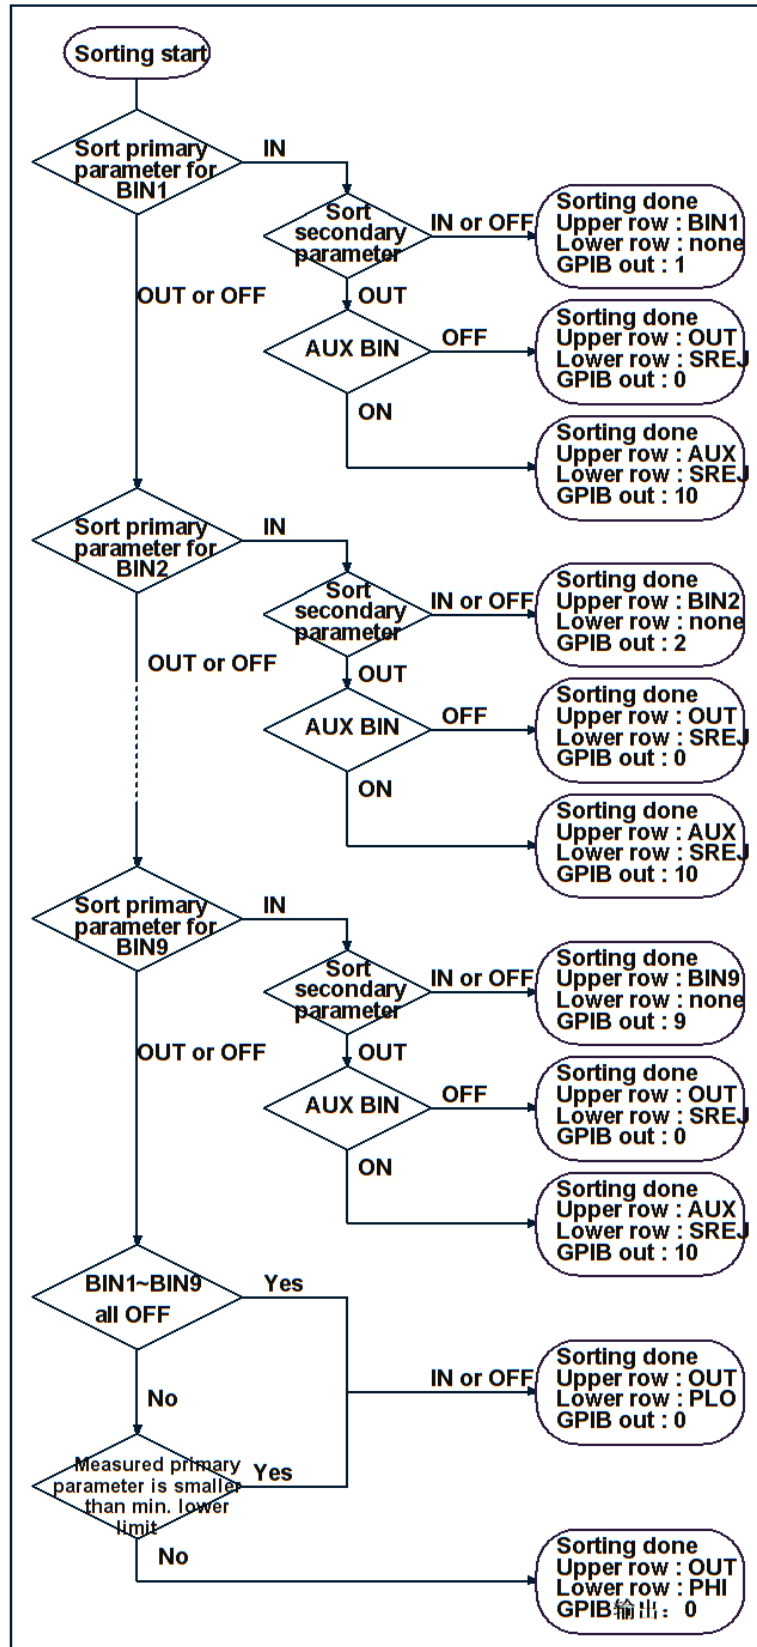 Sorting start
Sort primary
parameter for
BIN1
IN
Sort
secondary
parameter
IN or OFF
Sorting done
Upper row : BIN1
Lower row : none
GPIB out : 1
OUT or OFF
OUT
AUX BIN
OFF
Sorting done
Upper row : OUT
Lower row : SREJ
GPIB out : 0
ON
Sorting done
Upper row : AUX
Lower row : SREJ
GPIB out : 10
Sort primary
parameter for
BIN2
IN
Sort
secondary
parameter
IN or OFF
Sorting done
Upper row : BIN2
Lower row : none
GPIB out : 2
OUT or OFF
OUT
AUX BIN
OFF
Sorting done
Upper row : OUT
Lower row : SREJ
GPIB out : 0
ON
Sorting done
Upper row : AUX
Lower row : SREJ
GPIB out : 10
Sort primary
parameter for
BIN9
IN
Sort
secondary
parameter
IN or OFF
Sorting done
Upper row : BIN9
Lower row : none
GPIB out : 9
OUT or OFF
OUT
AUX BIN
OFF
Sorting done
Upper row : OUT
Lower row : SREJ
GPIB out : 0
ON
Sorting done
Upper row : AUX
Lower row : SREJ
GPIB out : 10
BIN1~BIN9
all OFF
Yes
IN or OFF
Sorting done
Upper row : OUT
Lower row : PLO
GPIB out : 0
No
Measured primary
parameter is smaller
than min. lower
limit
Yes
No
Sorting done
Upper row : OUT
Lower row : PHI
GPIB输出：0